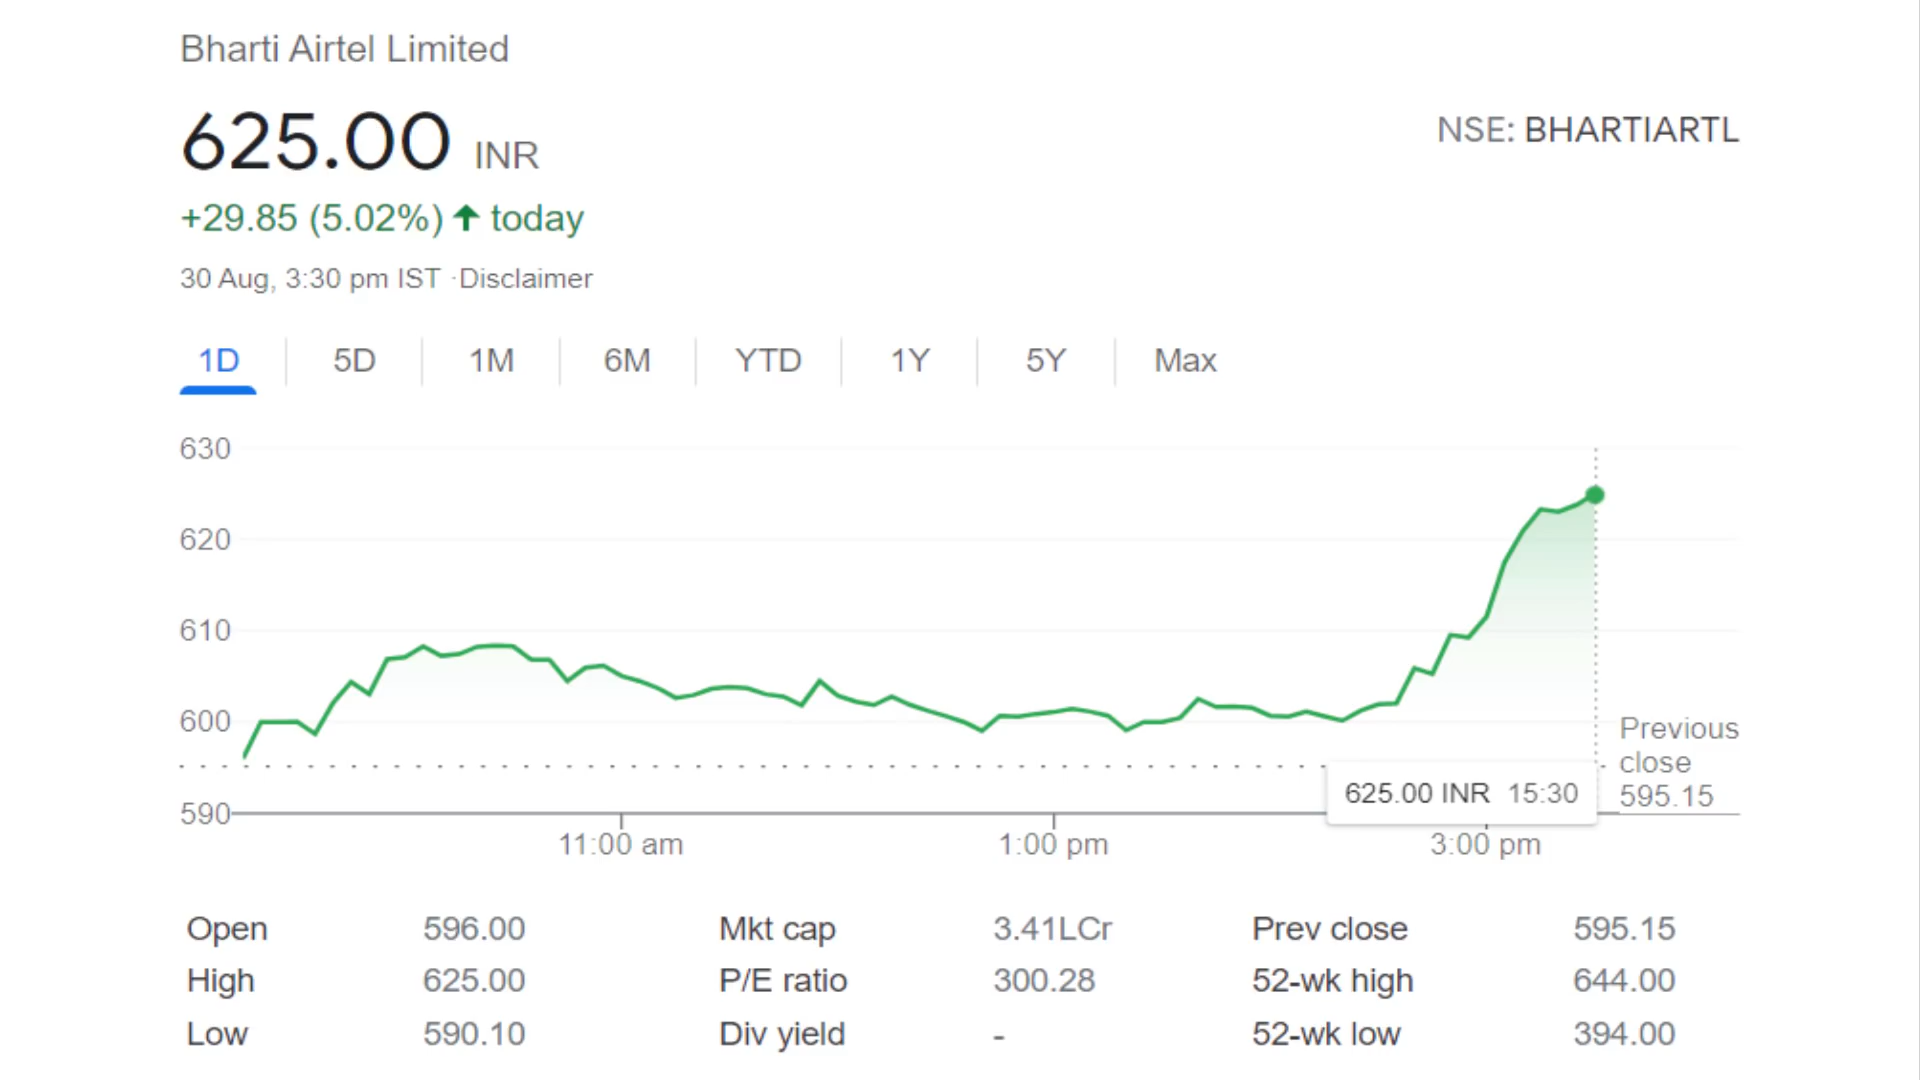 Bharti Airtel Limited
625.00 INR
NSE: BHARTIARTL
+29.85 (5.02%) ↑ today
30 Aug, 3:30 pm IST ·Disclaimer
1D 5D 1M 6M YTD 1Y 5Y Max
630
620
610
600
590
Previous
close
595.15
625.00 INR 15:30
11:00 am 1:00 pm 3:00 pm
Open 596.00 Mkt cap 3.41LCr Prev close 595.15
High 625.00 P/E ratio 300.28 52-wk high 644.00
Low 590.10 Div yield - 52-wk low 394.00